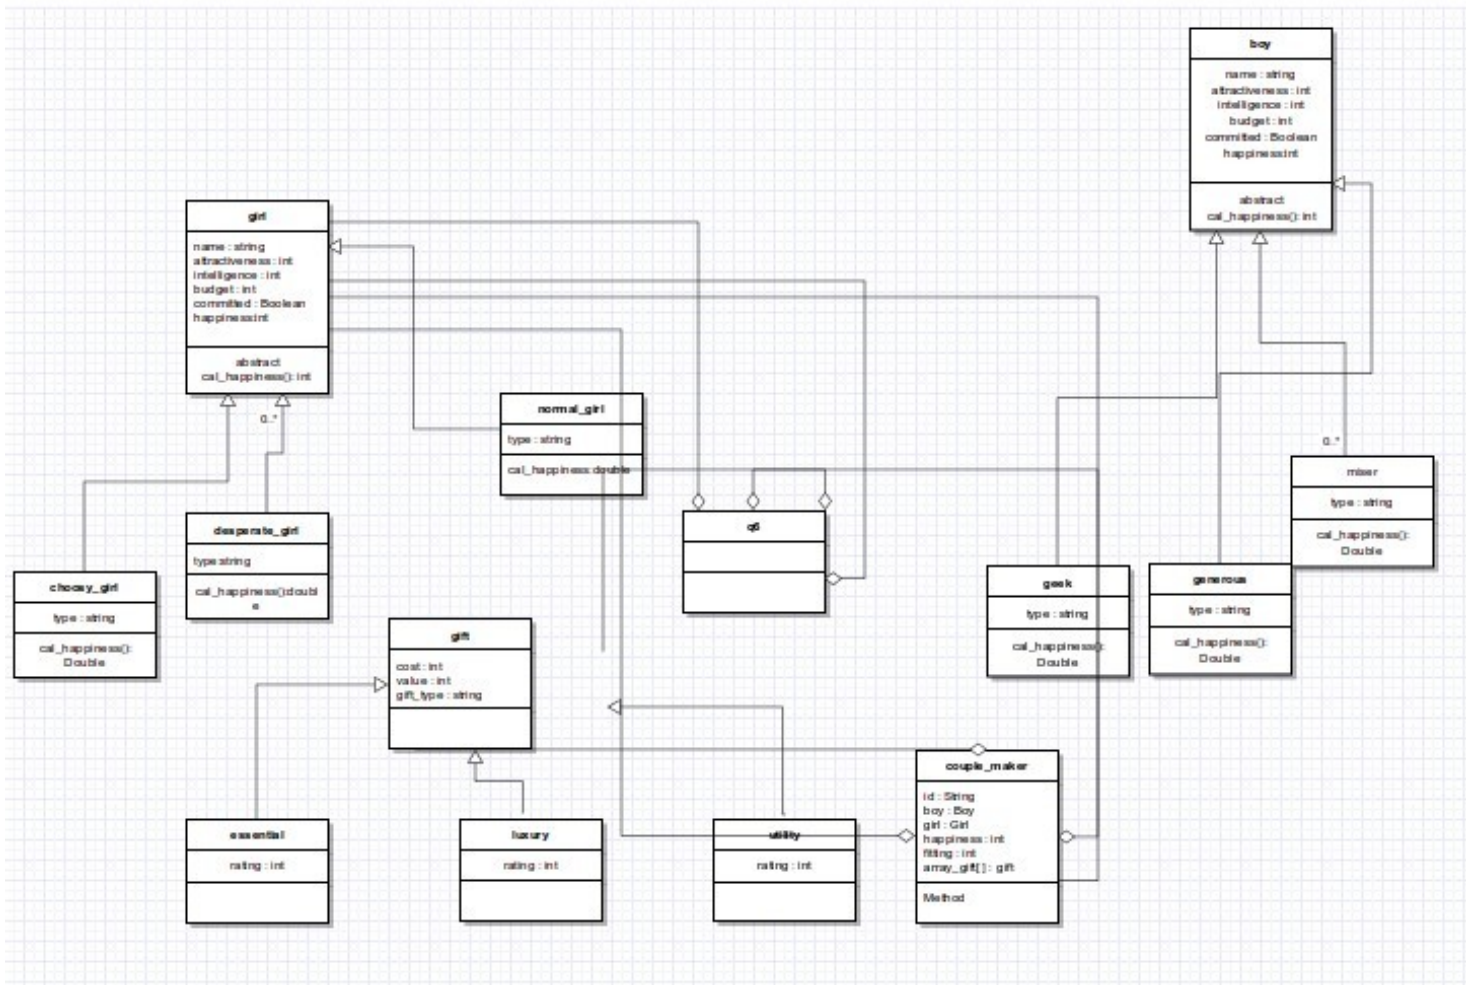 boy
name : string
attractiveness : int
intelligence : int
budget : int
committed : Boolean
happiness:int
abstract
cal_happiness(): int
girl
name : string
attractiveness : int
intelligence : int
budget : int
committed : Boolean
happiness:int
abstract
cal_happiness(): int
0..*
normal_girl
type : string
cal_happiness:double
0..*
miser
type : string
cal_happiness():
Double
desperate_girl
type:string
cal_happiness():doubl
e
q6
choosy_girl
type : string
cal_happiness():
Double
geek
type : string
cal_happiness():
Double
generous
type : string
cal_happiness():
Double
gift
cost : int
value : int
gift_type : string
essential
rating : int
luxury
rating : int
utility
rating : int
couple_maker
id : String
boy : Boy
girl : Girl
happiness : int
fitting : int
array_gift[] : gift
Method